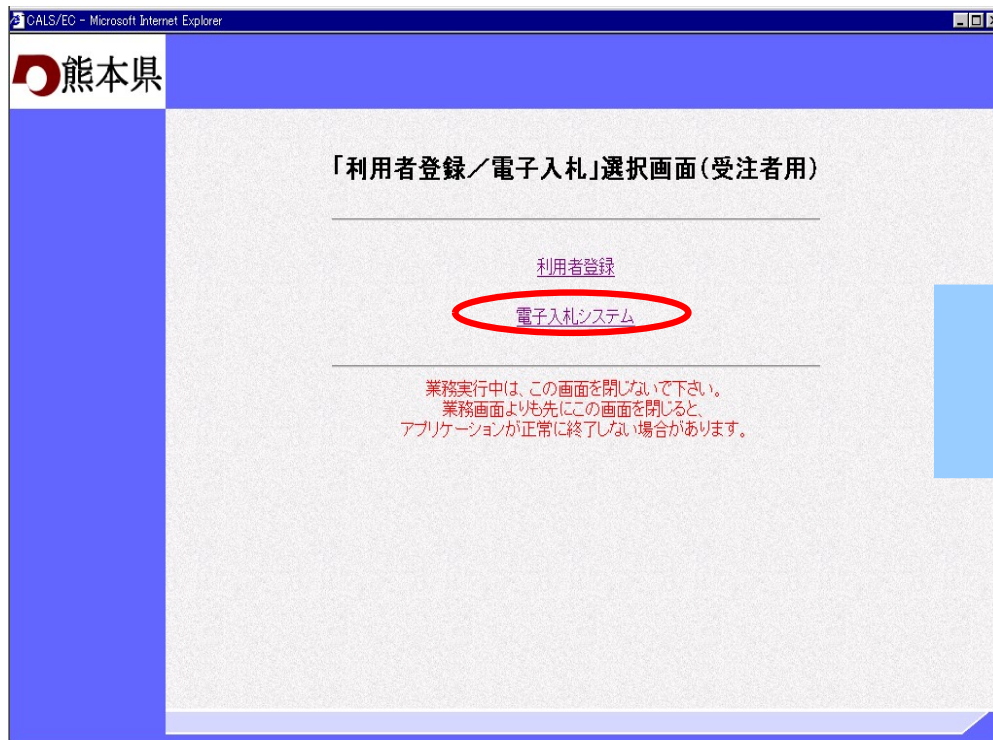 CALS/EC - Microsoft Internet Explorer
熊本県
「利用者登録／電子入札」選択画面(受注者用)
利用者登録
電子入札システム
業務実行中は、この画面を閉じないで下さい。
業務画面よりも先にこの画面を閉じると、
アプリケーションが正常に終了しない場合があります。